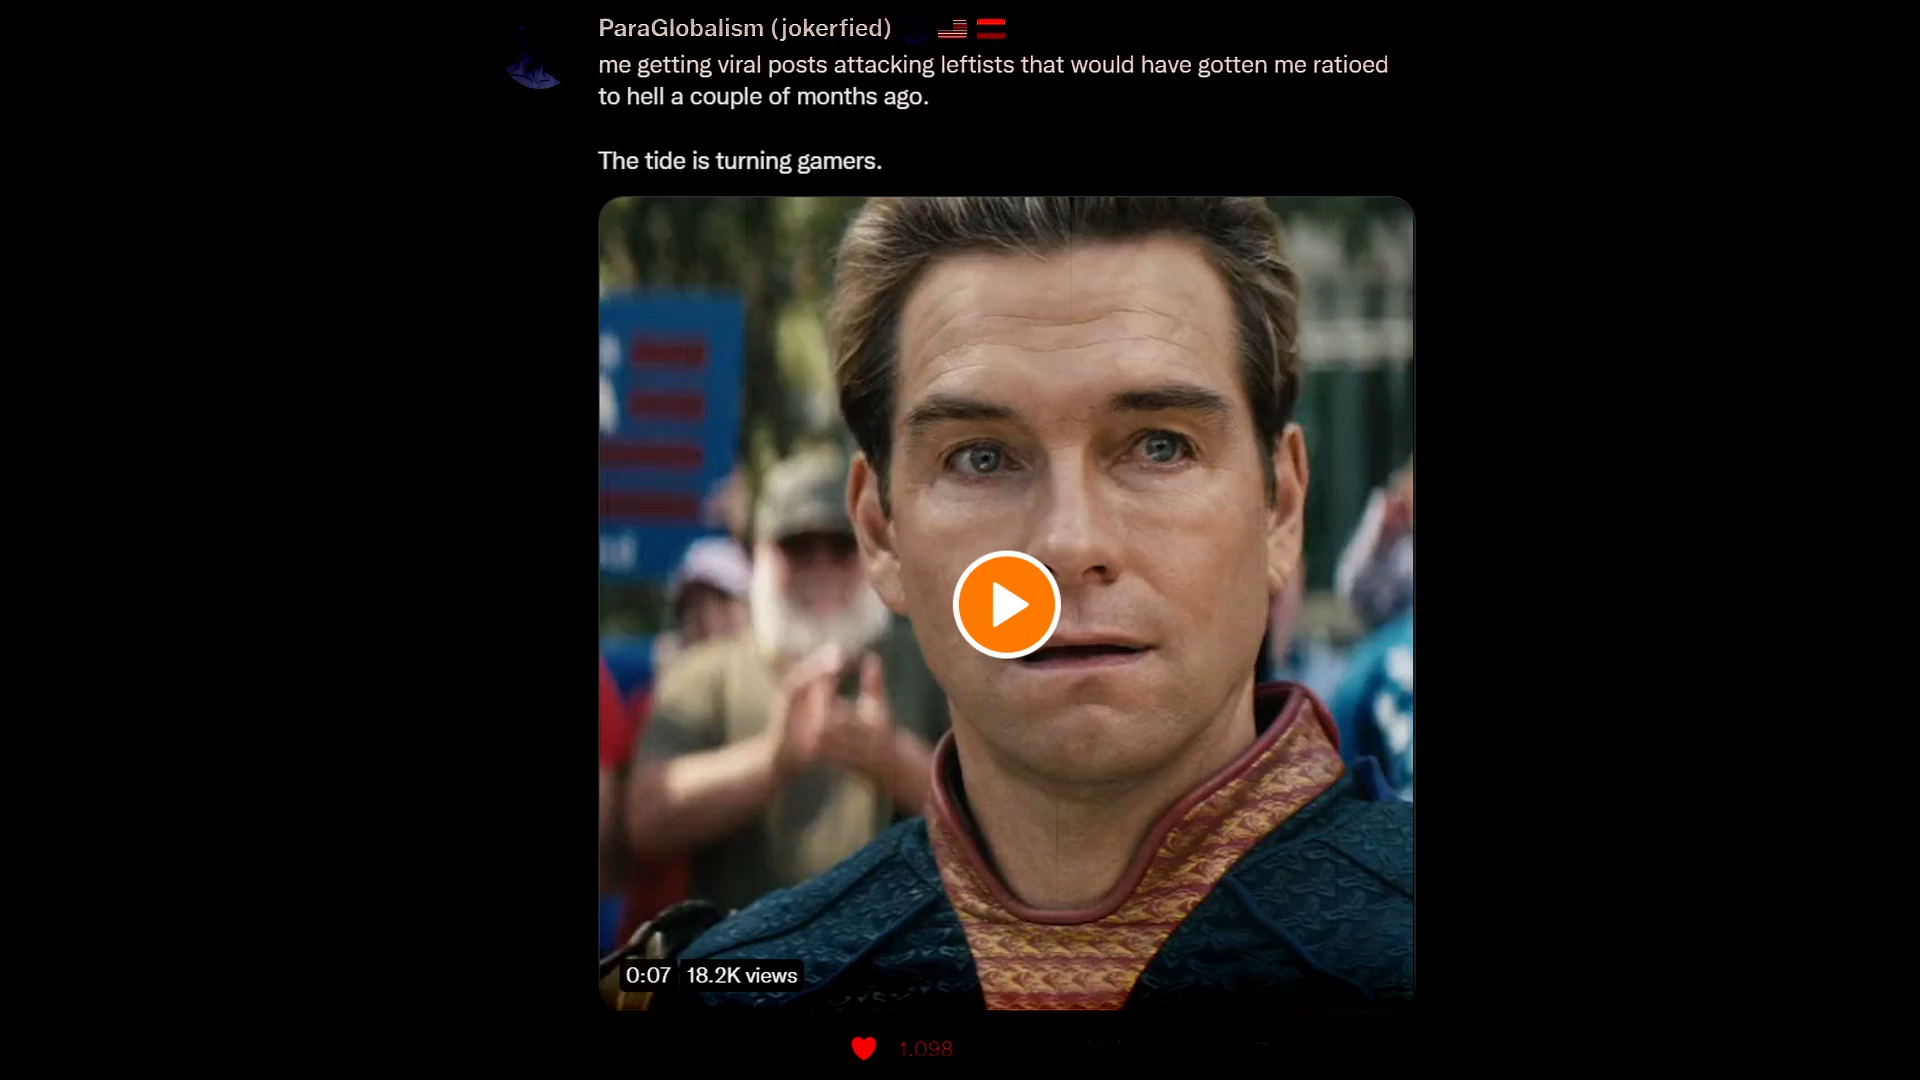 ParaGlobalism (jokerfied)
me getting viral posts attacking leftists that would have gotten me ratioed
to hell a couple of months ago.
The tide is turning gamers.
0:07 18.2K views
1.098